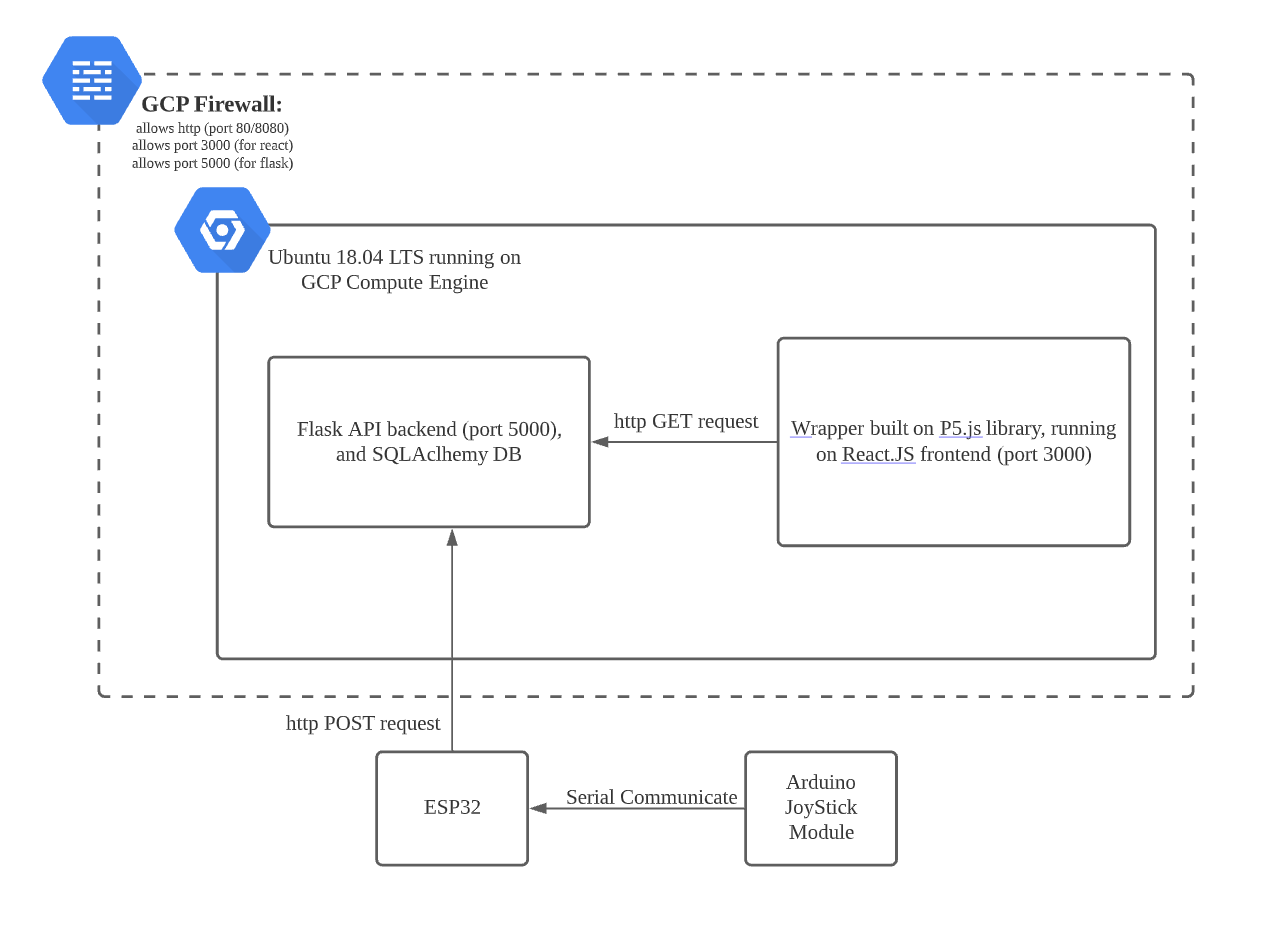 GCP Firewall:
allows http (port 80/8080)
allows port 3000 (for react)
allows port 5000 (for flask)
Ubuntu 18.04 LTS running on
GCP Compute Engine
Flask API backend (port 5000),
and SQLAclhemy DB
http GET request
Wrapper built on P5.js library, running
on React.JS frontend (port 3000)
http POST request
ESP32
Serial Communicate
Arduino
JoyStick
Module